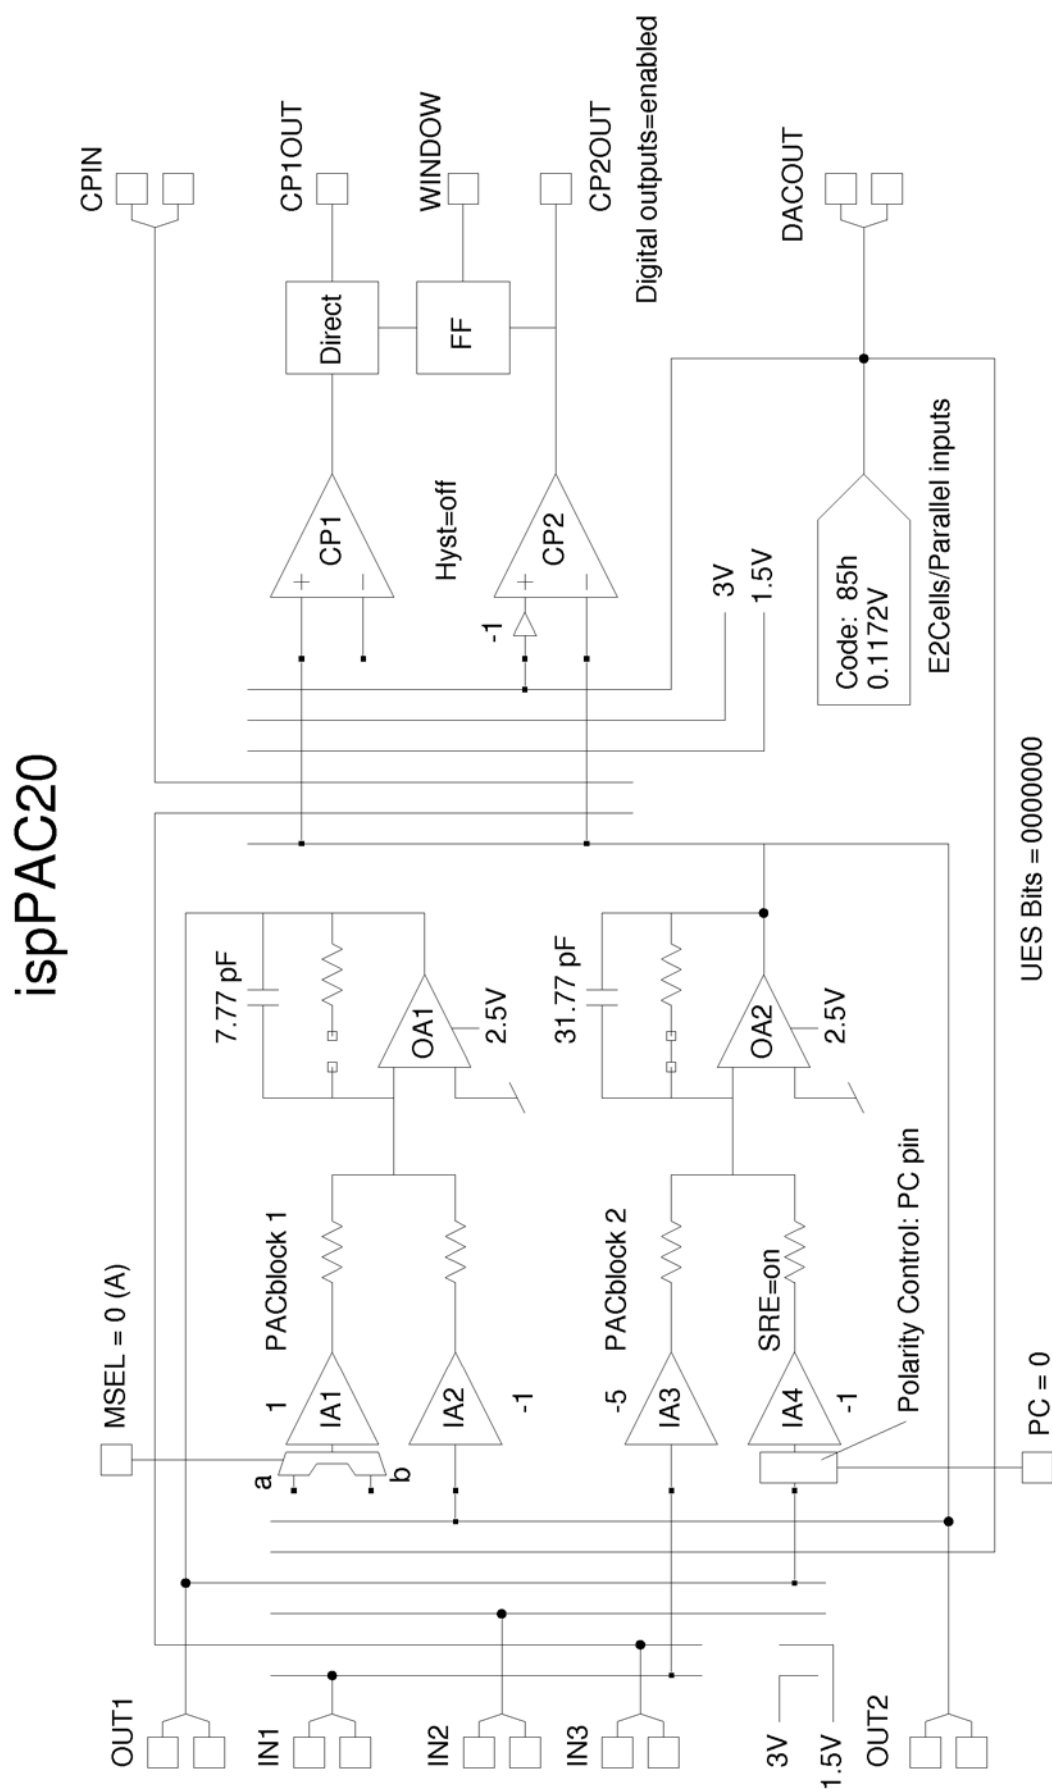 ispPAC20
OUT1
IN1
IN2
IN3
3V
1.5V
OUT2
MSEL = 0 (A)
a
b
1
IA1
PACblock 1
IA2
-1
7.77 pF
OA1
2.5V
-5
IA3
PACblock 2
SRE=on
IA4
-1
Polarity Control: PC pin
PC = 0
31.77 pF
OA2
2.5V
UES Bits = 0000000
CPIN
CP1
+
−
Direct
CP1OUT
Hyst=off
FF
WINDOW
-1
CP2
+
−
CP2OUT
Digital outputs=enabled
3V
1.5V
Code: 85h
0.1172V
E2Cells/Parallel inputs
DACOUT